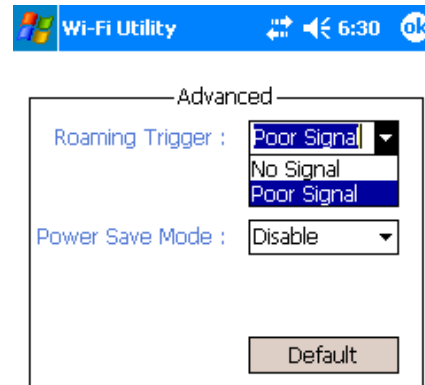 Wi-Fi Utility 6:30 ok
Advanced
Roaming Trigger : Poor Signal
No Signal
Poor Signal
Power Save Mode : Disable
Default